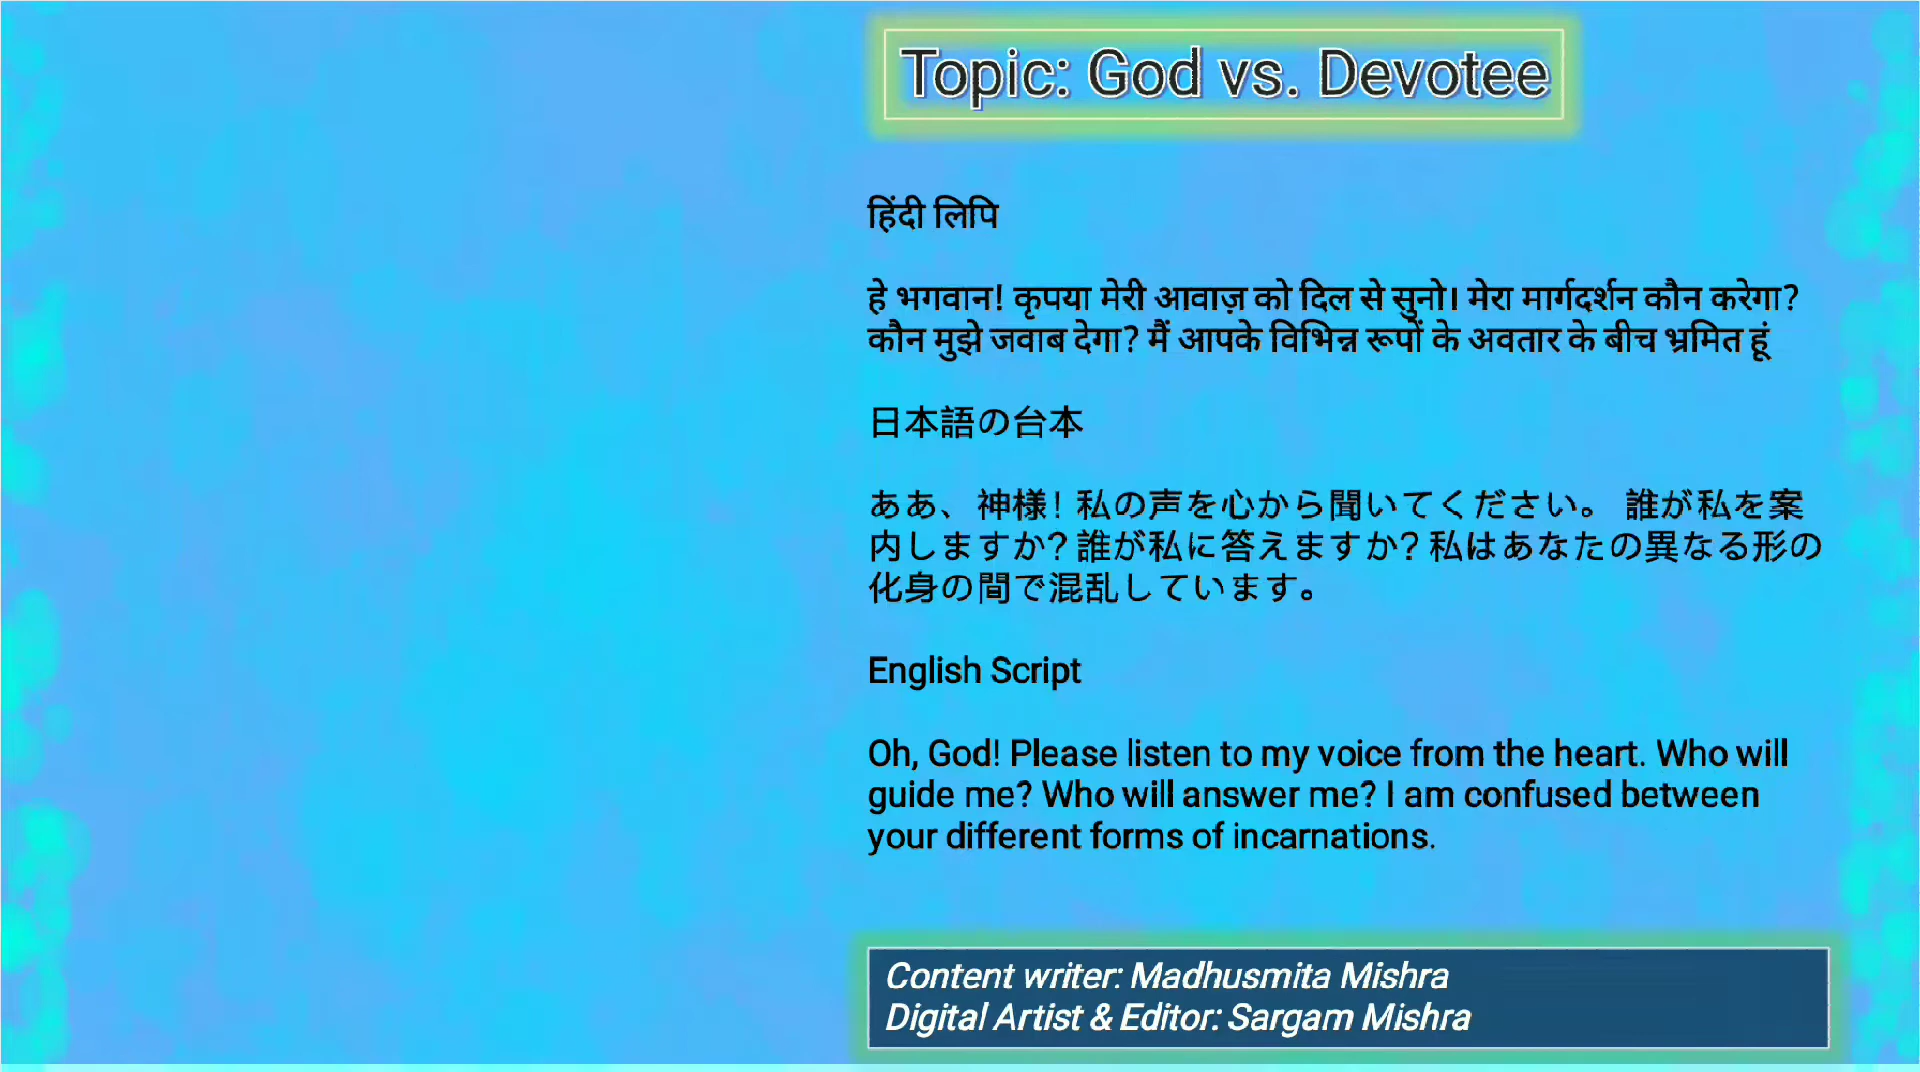 Topic: God vs. Devotee
हिंदी लिपि
हे भगवान! कृपया मेरी आवाज़ को दिल से सुनो। मेरा मार्गदर्शन कौन करेगा?
कौन मुझे जवाब देगा? मैं आपके विभिन्न रूपों के अवतार के बीच भ्रमित हूं
日本語の台本
ああ、神様! 私の声を心から聞いてください。 誰が私を案
内しますか? 誰が私に答えますか? 私はあなたの異なる形の
化身の間で混乱しています。
English Script
Oh, God! Please listen to my voice from the heart. Who will
guide me? Who will answer me? I am confused between
your different forms of incarnations.
Content writer: Madhusmita Mishra
Digital Artist & Editor: Sargam Mishra